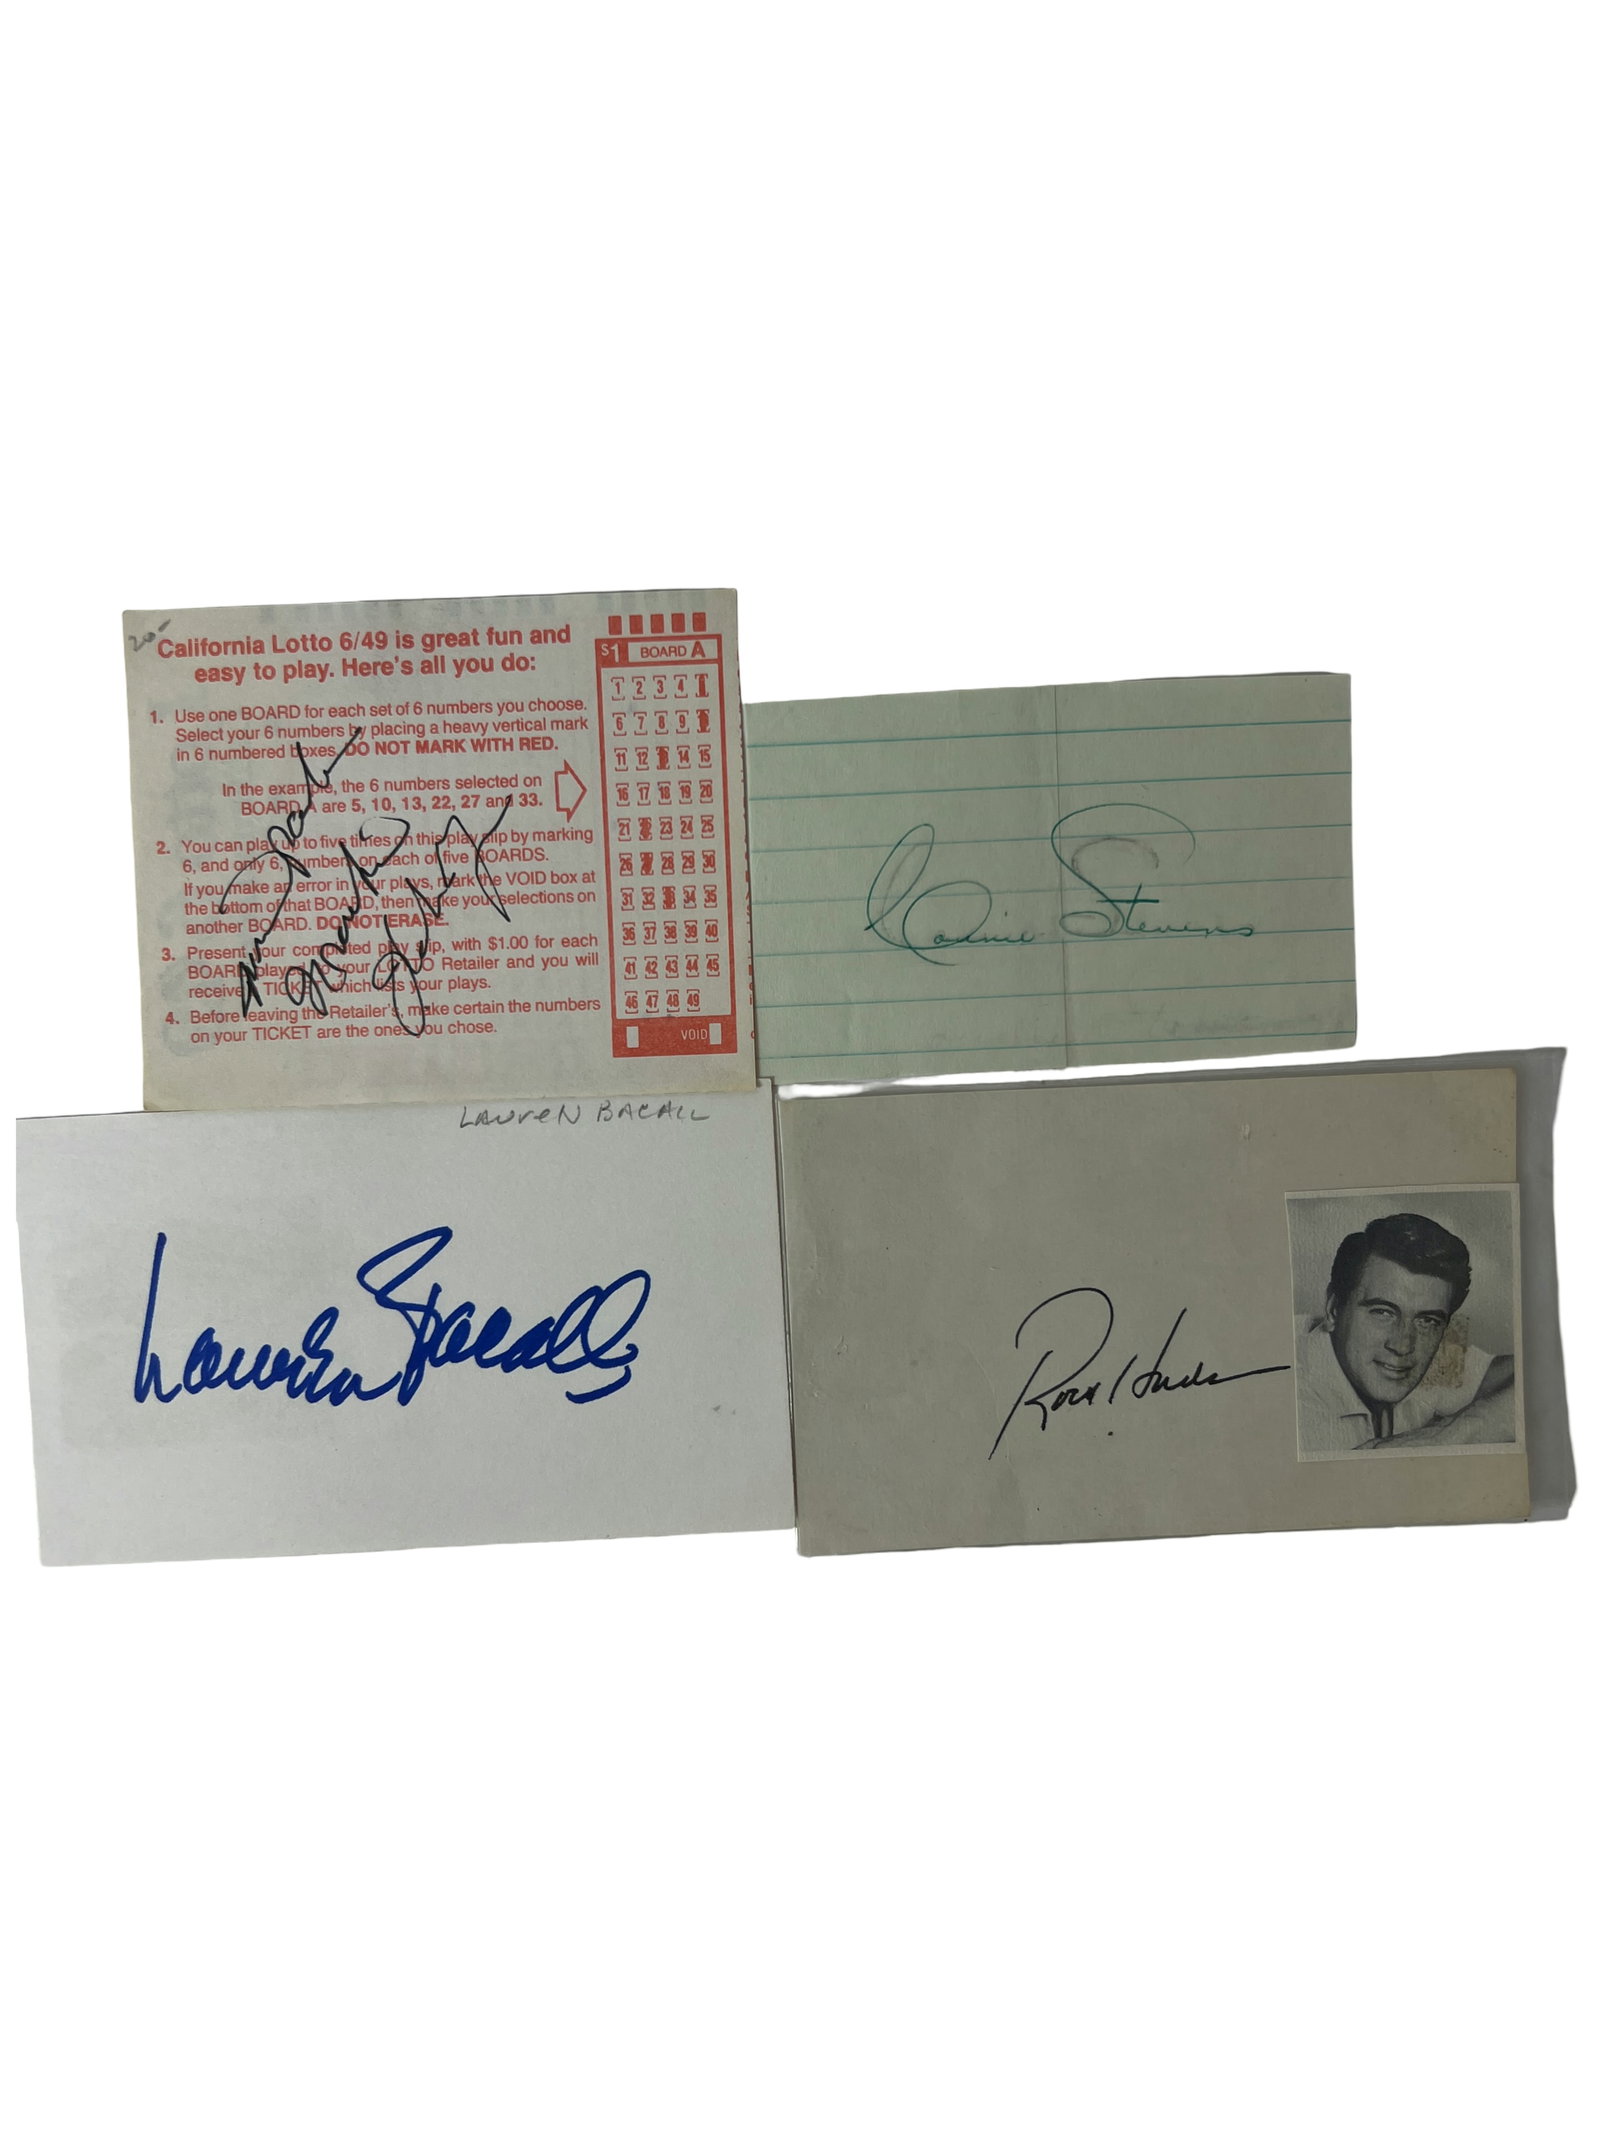 20-
California Lotto 6/49 is great fun and
easy to play. Here's all you do:
1. Use one BOARD for each set of 6 numbers you choose.
Select your 6 numbers by placing a heavy vertical mark
in 6 numbered boxes. DO NOT MARK WITH RED.
In the example, the 6 numbers selected on
BOARD A are 5, 10, 13, 22, 27 and 33.
2. You can play up to five times on this play slip by marking
6, and only 6, numbers on each of five BOARDS.
If you make an error in your plays, mark the VOID box at
the bottom of that BOARD, then make your selections on
another BOARD. DO NOT ERASE.
3. Present your completed play slip, with $1.00 for each
BOARD played to your LOTTO Retailer and you will
receive a TICKET which lists your plays.
4. Before leaving the Retailer's, make certain the numbers
on your TICKET are the ones you chose.
$1 BOARD A
1 2 3 4
6 7 8 9
11 12 14 15
16 17 18 19 20
21 23 24 25
26 28 29 30
31 32 34 35
36 37 38 39 40
41 42 43 44 45
46 47 48 49
VOID
Connie Stevens
LAUREN BACALL
Lauren Bacall
Rock Hudson